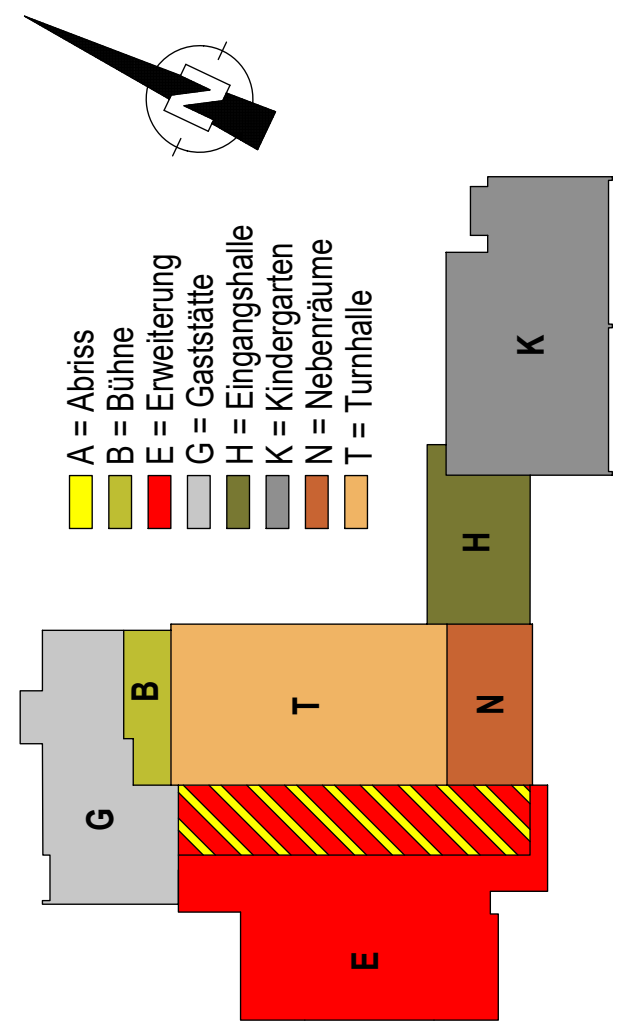 N
A = Abriss
B = Bühne
E = Erweiterung
G = Gaststätte
H = Eingangshalle
K = Kindergarten
N = Nebenräume
T = Turnhalle
G
B
T
N
H
K
E